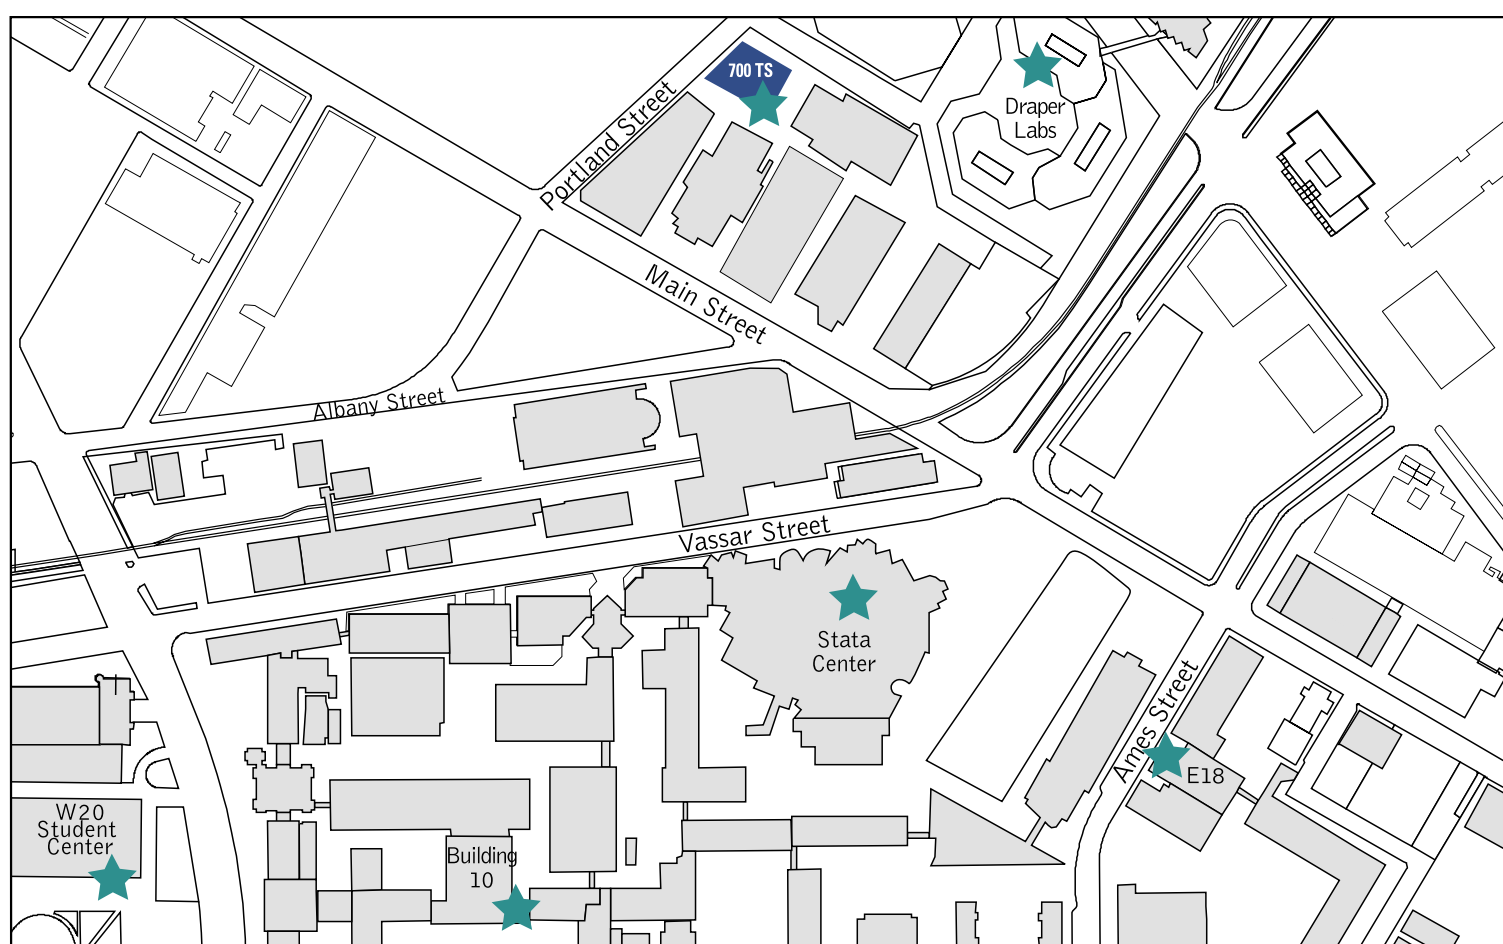 700 TS
Draper
Labs
Portland Street
Main Street
Albany Street
Vassar Street
Stata
Center
Ames Street
E18
W20
Student
Center
Building
10